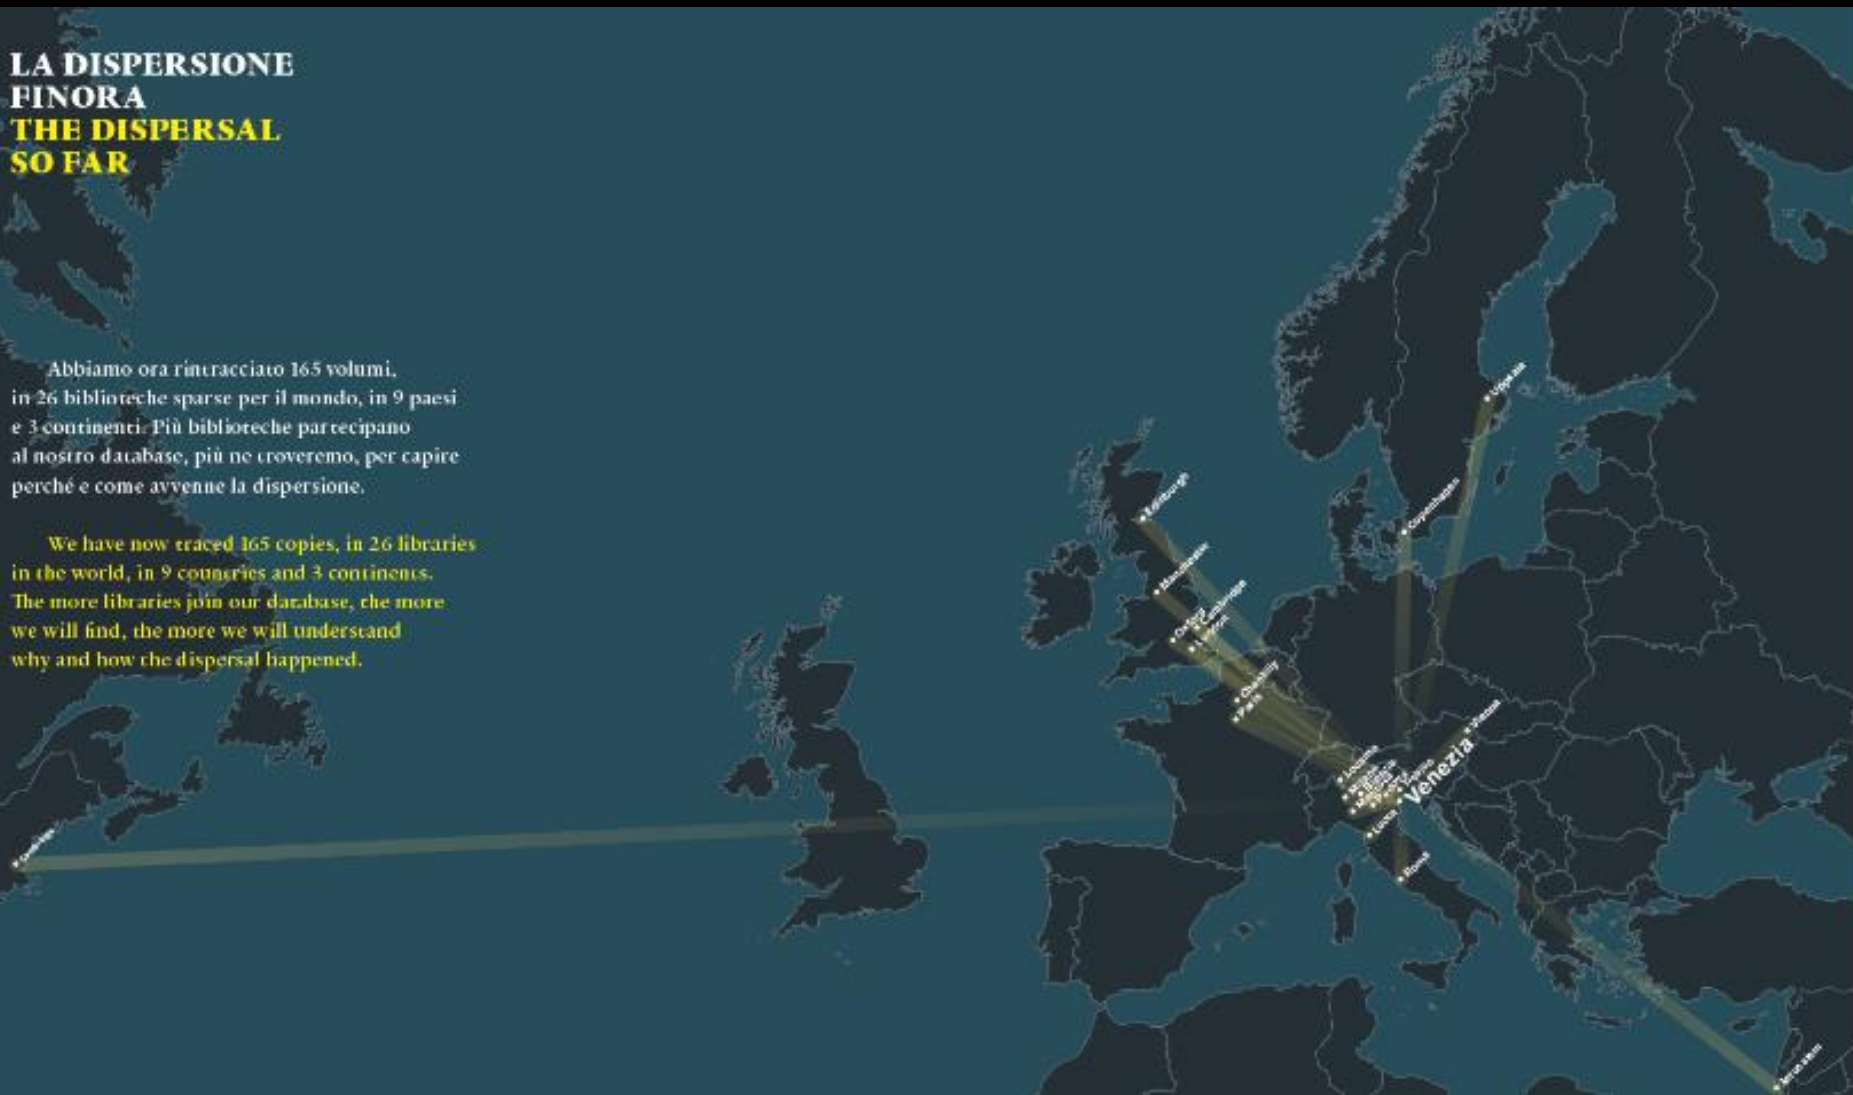 LA DISPERSIONE
FINORA
THE DISPERSAL
SO FAR
Abbiamo ora rintracciato 165 volumi,
in 26 biblioteche sparse per il mondo, in 9 paesi
e 3 continenti. Più biblioteche partecipano
al nostro database, più ne troveremo, per capire
perché e come avvenne la dispersione.
We have now traced 165 copies, in 26 libraries
in the world, in 9 countries and 3 continents.
The more libraries join our database, the more
we will find, the more we will understand
why and how the dispersal happened.
Uppsala
Edinburgh
Copenhagen
Manchester
Cambridge
Oxford
London
Chantilly
Paris
Vienna
Locarno
Venezia
Lucca
Roma
Cambridge
Jerusalem